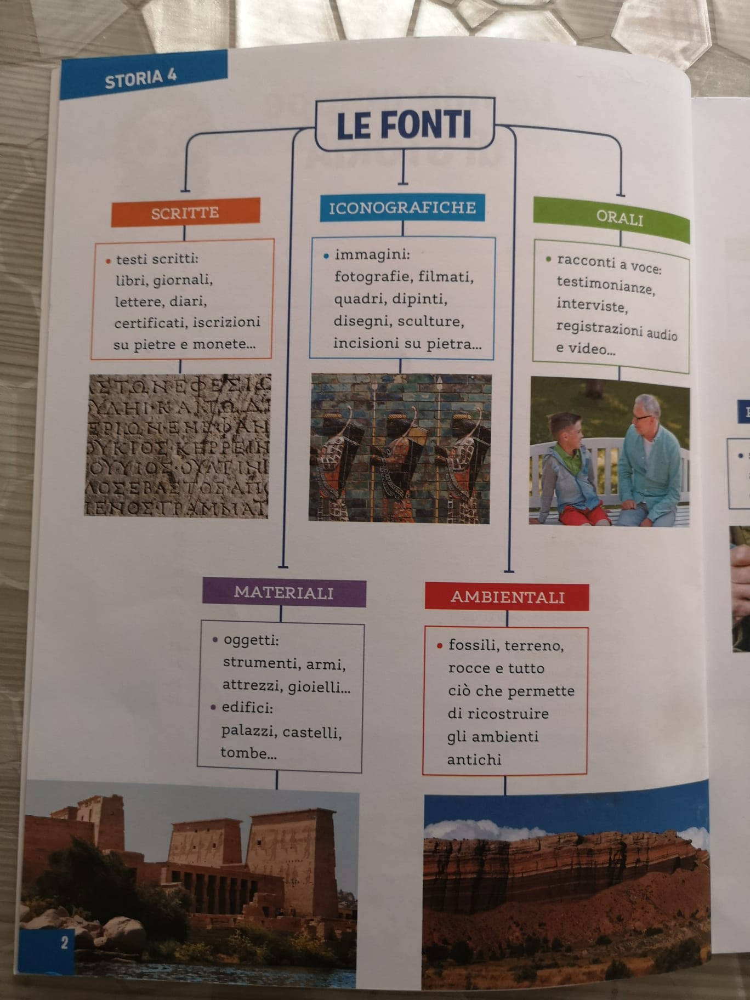 STORIA 4
LE FONTI
SCRITTE
• testi scritti:
libri, giornali,
lettere, diari,
certificati, iscrizioni
su pietre e monete...
ICONOGRAFICHE
• immagini:
fotografie, filmati,
quadri, dipinti,
disegni, sculture,
incisioni su pietra...
ORALI
• racconti a voce:
testimonianze,
interviste,
registrazioni audio
e video...
MATERIALI
• oggetti:
strumenti, armi,
attrezzi, gioielli...
• edifici:
palazzi, castelli,
tombe...
AMBIENTALI
• fossili, terreno,
rocce e tutto
ciò che permette
di ricostruire
gli ambienti
antichi
2